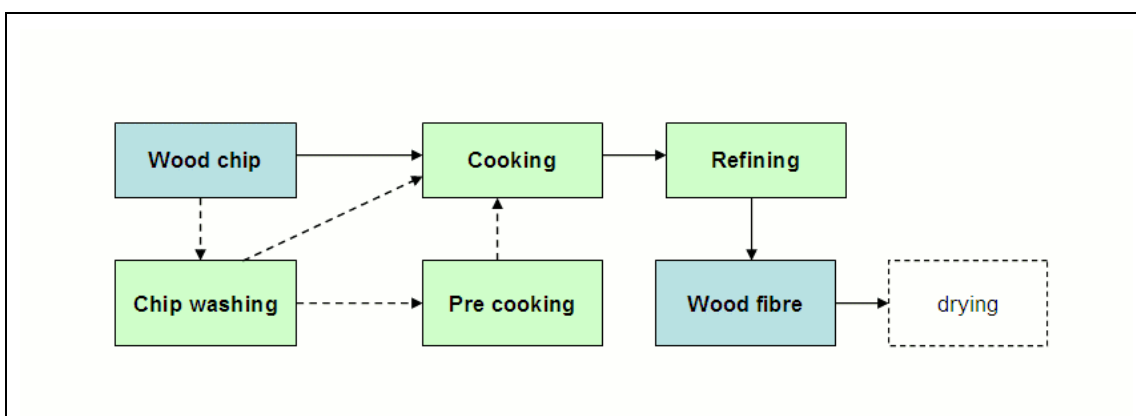 Wood chip
Cooking
Refining
Chip washing
Pre cooking
Wood fibre
drying